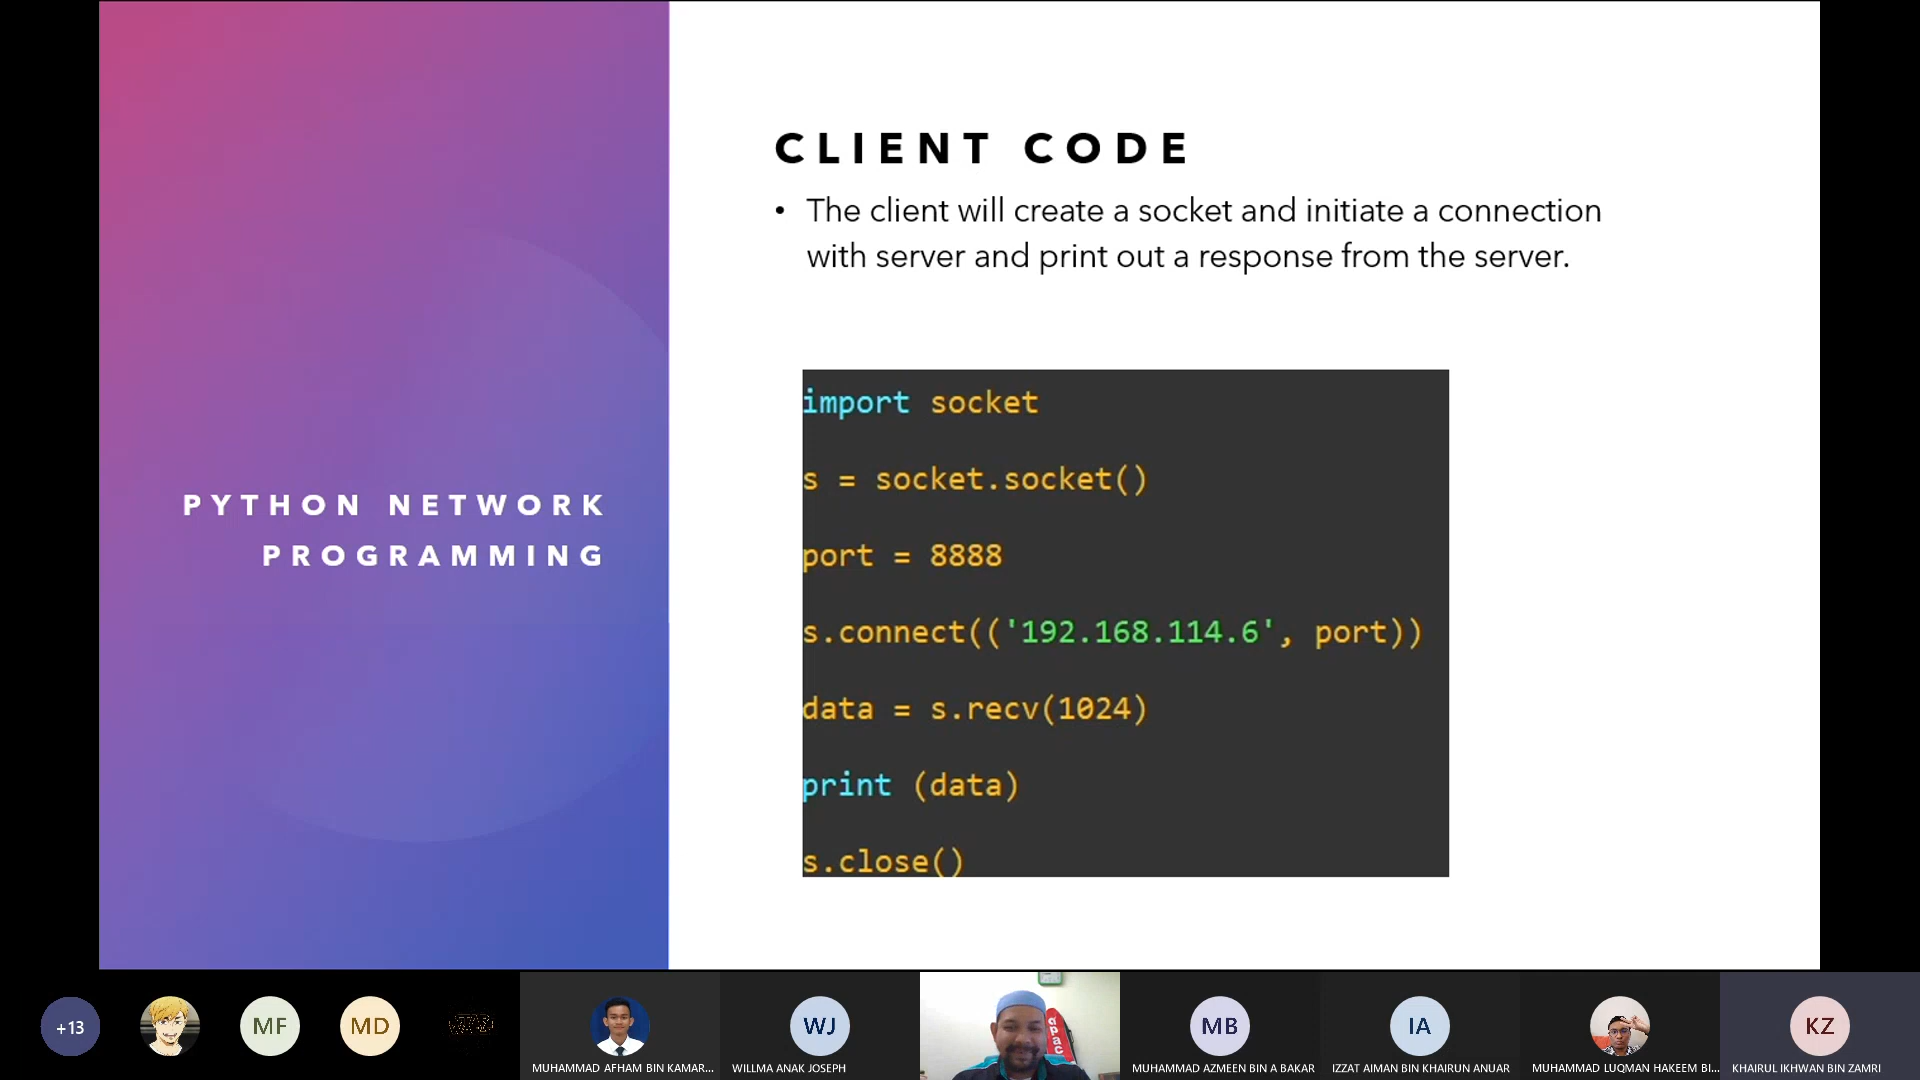 PYTHON NETWORK
PROGRAMMING
CLIENT CODE
• The client will create a socket and initiate a connection
with server and print out a response from the server.
import socket
s = socket.socket()
port = 8888
s.connect(('192.168.114.6', port))
data = s.recv(1024)
print (data)
s.close()
+13
MF
MD
WJ
MB
IA
KZ
MUHAMMAD AFHAM BIN KAMAR...
WILLMA ANAK JOSEPH
MUHAMMAD AZMEEN BIN A BAKAR
IZZAT AIMAN BIN KHAIRUN ANUAR
MUHAMMAD LUQMAN HAKEEM BI...
KHAIRUL IKHWAN BIN ZAMRI